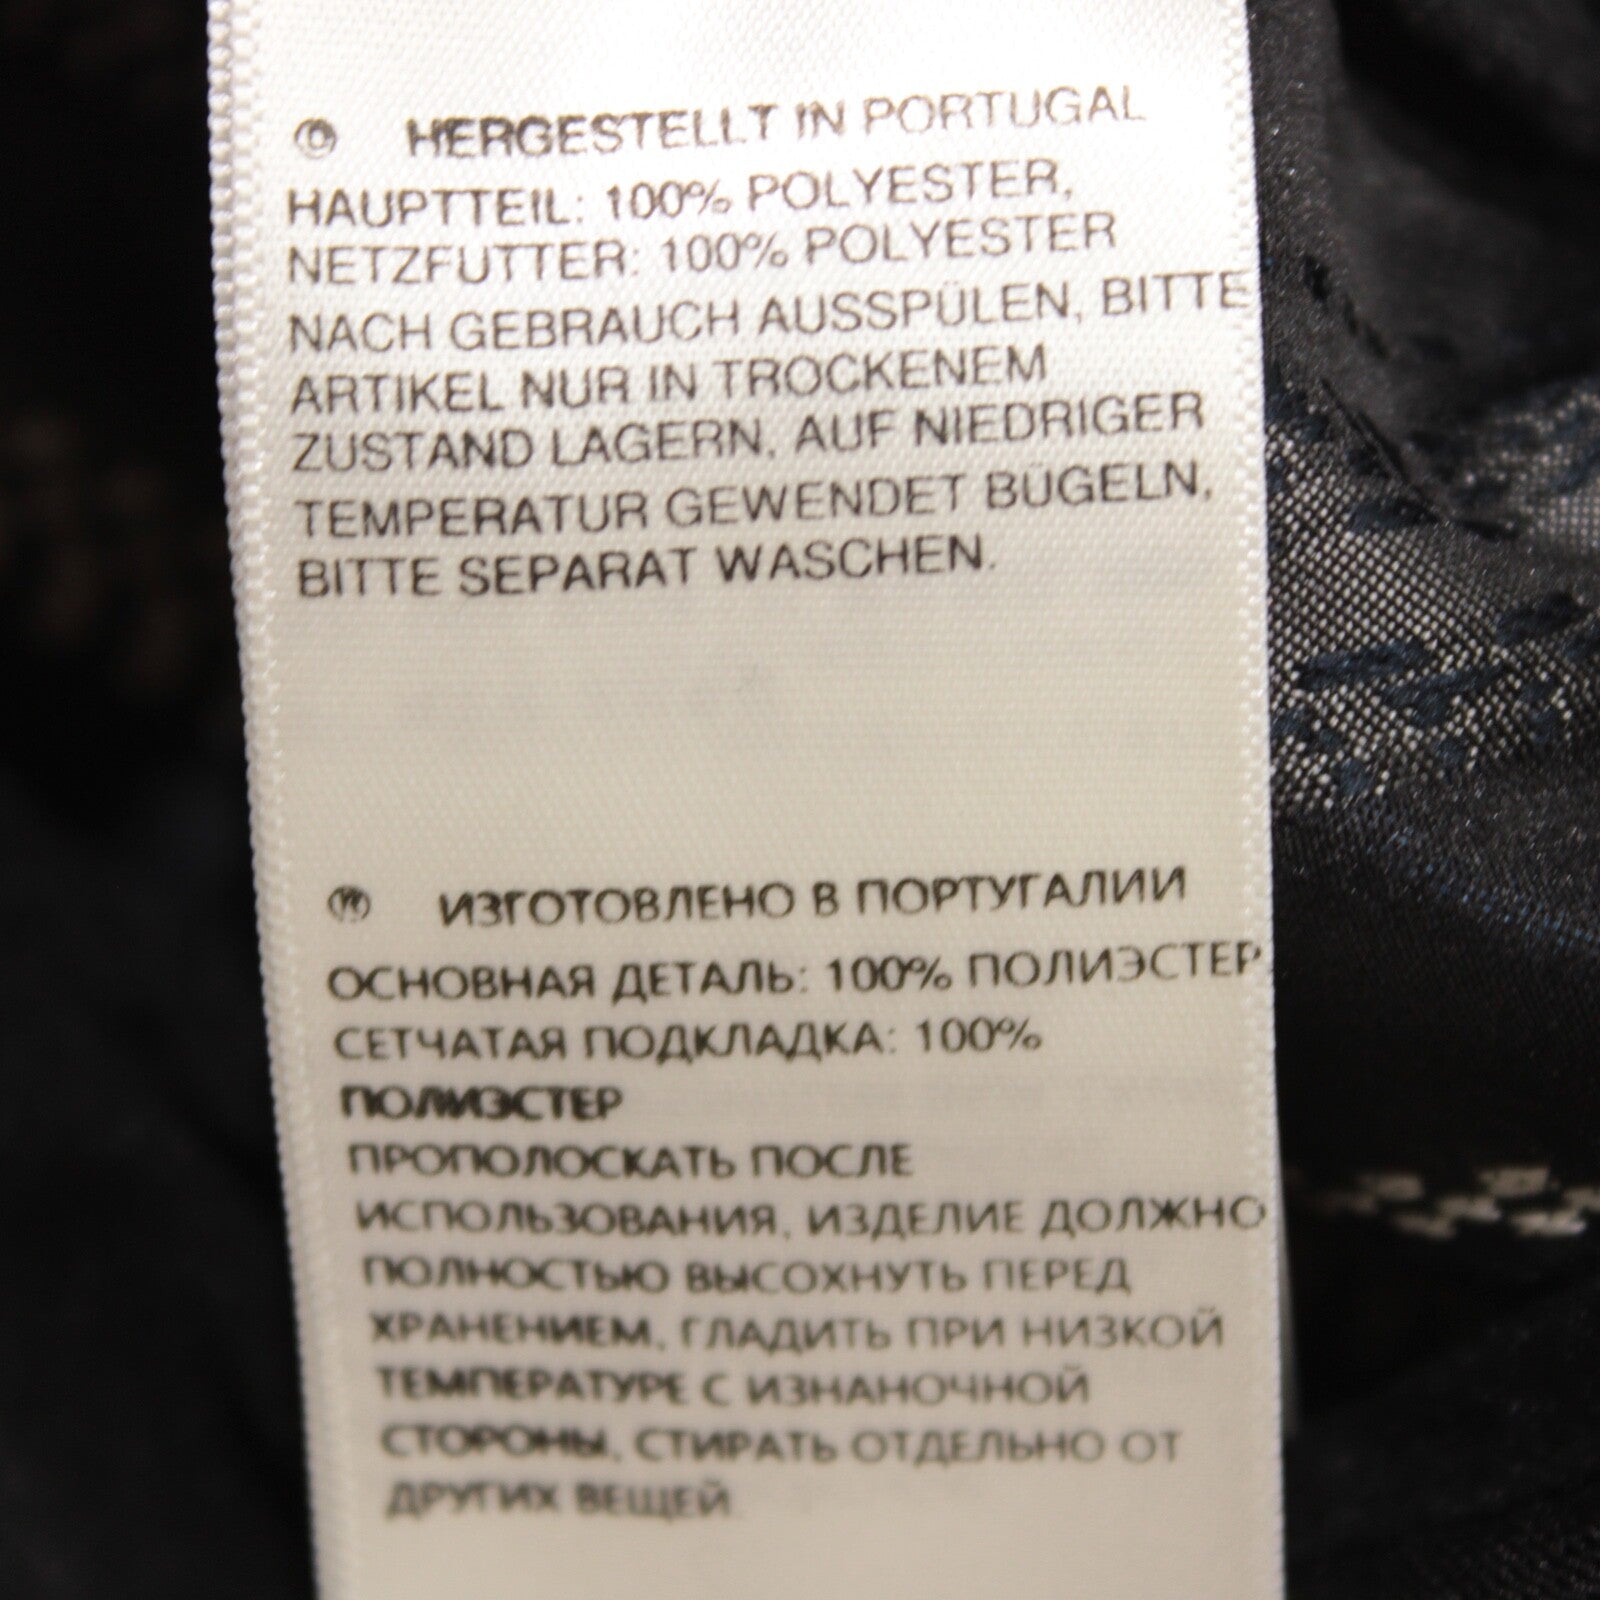 HERGESTELLT IN PORTUGAL
HAUPTTEIL: 100% POLYESTER,
NETZFUTTER: 100% POLYESTER
NACH GEBRAUCH AUSSPÜLEN, BITTE
ARTIKEL NUR IN TROCKENEM
ZUSTAND LAGERN, AUF NIEDRIGER
TEMPERATUR GEWENDET BÜGELN,
BITTE SEPARAT WASCHEN.
ИЗГОТОВЛЕНО В ПОРТУГАЛИИ
ОСНОВНАЯ ДЕТАЛЬ: 100% ПОЛИЭСТЕР
СЕТЧАТАЯ ПОДКЛАДКА: 100%
ПОЛИЭСТЕР
ПРОПОЛОСКАТЬ ПОСЛЕ
ИСПОЛЬЗОВАНИЯ, ИЗДЕЛИЕ ДОЛЖНО
ПОЛНОСТЬЮ ВЫСОХНУТЬ ПЕРЕД
ХРАНЕНИЕМ, ГЛАДИТЬ ПРИ НИЗКОЙ
ТЕМПЕРАТУРЕ С ИЗНАНОЧНОЙ
СТОРОНЫ, СТИРАТЬ ОТДЕЛЬНО ОТ
ДРУГИХ ВЕЩЕЙ